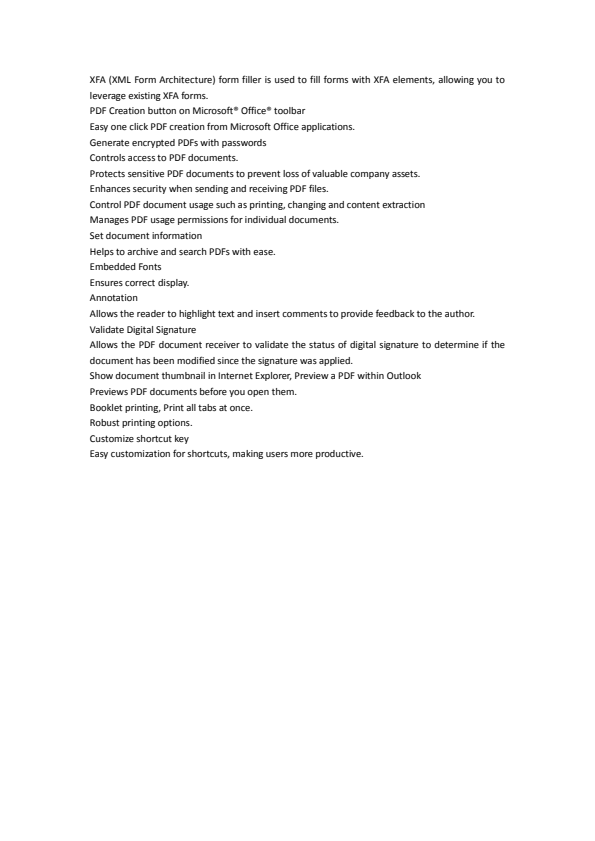 XFA (XML Form Architecture) form filler is used to fill forms with XFA elements, allowing you to
leverage existing XFA forms.
PDF Creation button on Microsoft® Office® toolbar
Easy one click PDF creation from Microsoft Office applications.
Generate encrypted PDFs with passwords
Controls access to PDF documents.
Protects sensitive PDF documents to prevent loss of valuable company assets.
Enhances security when sending and receiving PDF files.
Control PDF document usage such as printing, changing and content extraction
Manages PDF usage permissions for individual documents.
Set document information
Helps to archive and search PDFs with ease.
Embedded Fonts
Ensures correct display.
Annotation
Allows the reader to highlight text and insert comments to provide feedback to the author.
Validate Digital Signature
Allows the PDF document receiver to validate the status of digital signature to determine if the
document has been modified since the signature was applied.
Show document thumbnail in Internet Explorer, Preview a PDF within Outlook
Previews PDF documents before you open them.
Booklet printing, Print all tabs at once.
Robust printing options.
Customize shortcut key
Easy customization for shortcuts, making users more productive.